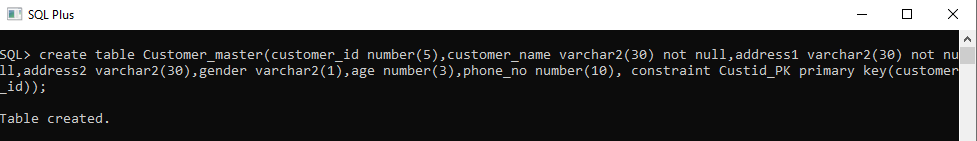 SQL Plus
SQL> create table Customer_master(customer_id number(5),customer_name varchar2(30) not null,address1 varchar2(30) not nu
ll,address2 varchar2(30),gender varchar2(1),age number(3),phone_no number(10), constraint Custid_PK primary key(customer
_id));
Table created.